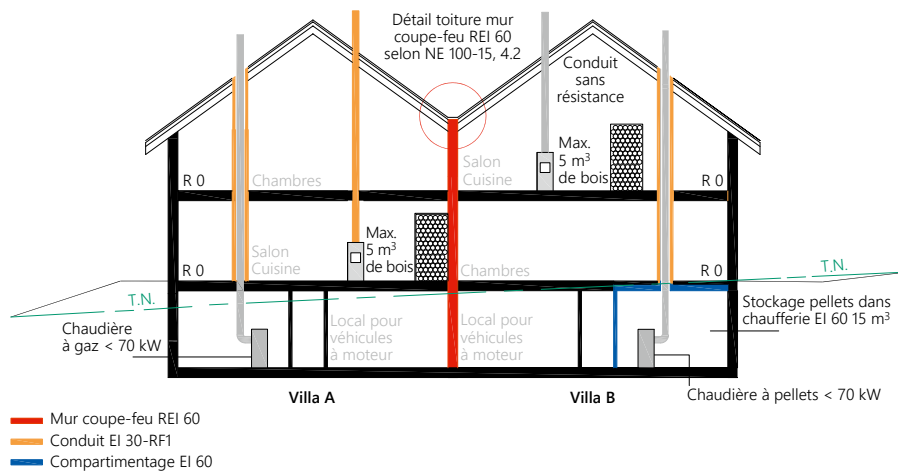 Détail toiture mur
coupe-feu REI 60
selon NE 100-15, 4.2
Conduit
sans
résistance
Max.
5 m³
de bois
Salon
Cuisine
R 0
Chambres
R 0
Max.
5 m³
de bois
Salon
Cuisine
R 0
Chambres
R 0
T.N.
T.N.
Stockage pellets dans
chaufferie EI 60 15 m³
Chaudière
à gaz < 70 kW
Local pour
véhicules
à moteur
Local pour
véhicules
à moteur
Chaudière à pellets < 70 kW
Villa A
Villa B
Mur coupe-feu REI 60
Conduit EI 30-RF1
Compartimentage EI 60